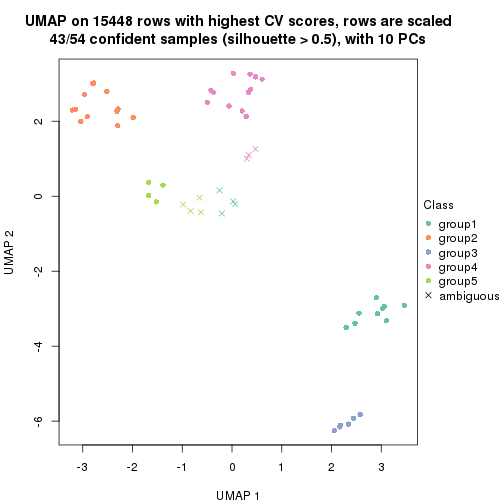 UMAP on 15448 rows with highest CV scores, rows are scaled
43/54 confident samples (silhouette > 0.5), with 10 PCs
2
0
-2
-4
-6
UMAP 2
-3
-2
-1
0
1
2
3
UMAP 1
Class
group1
group2
group3
group4
group5
ambiguous